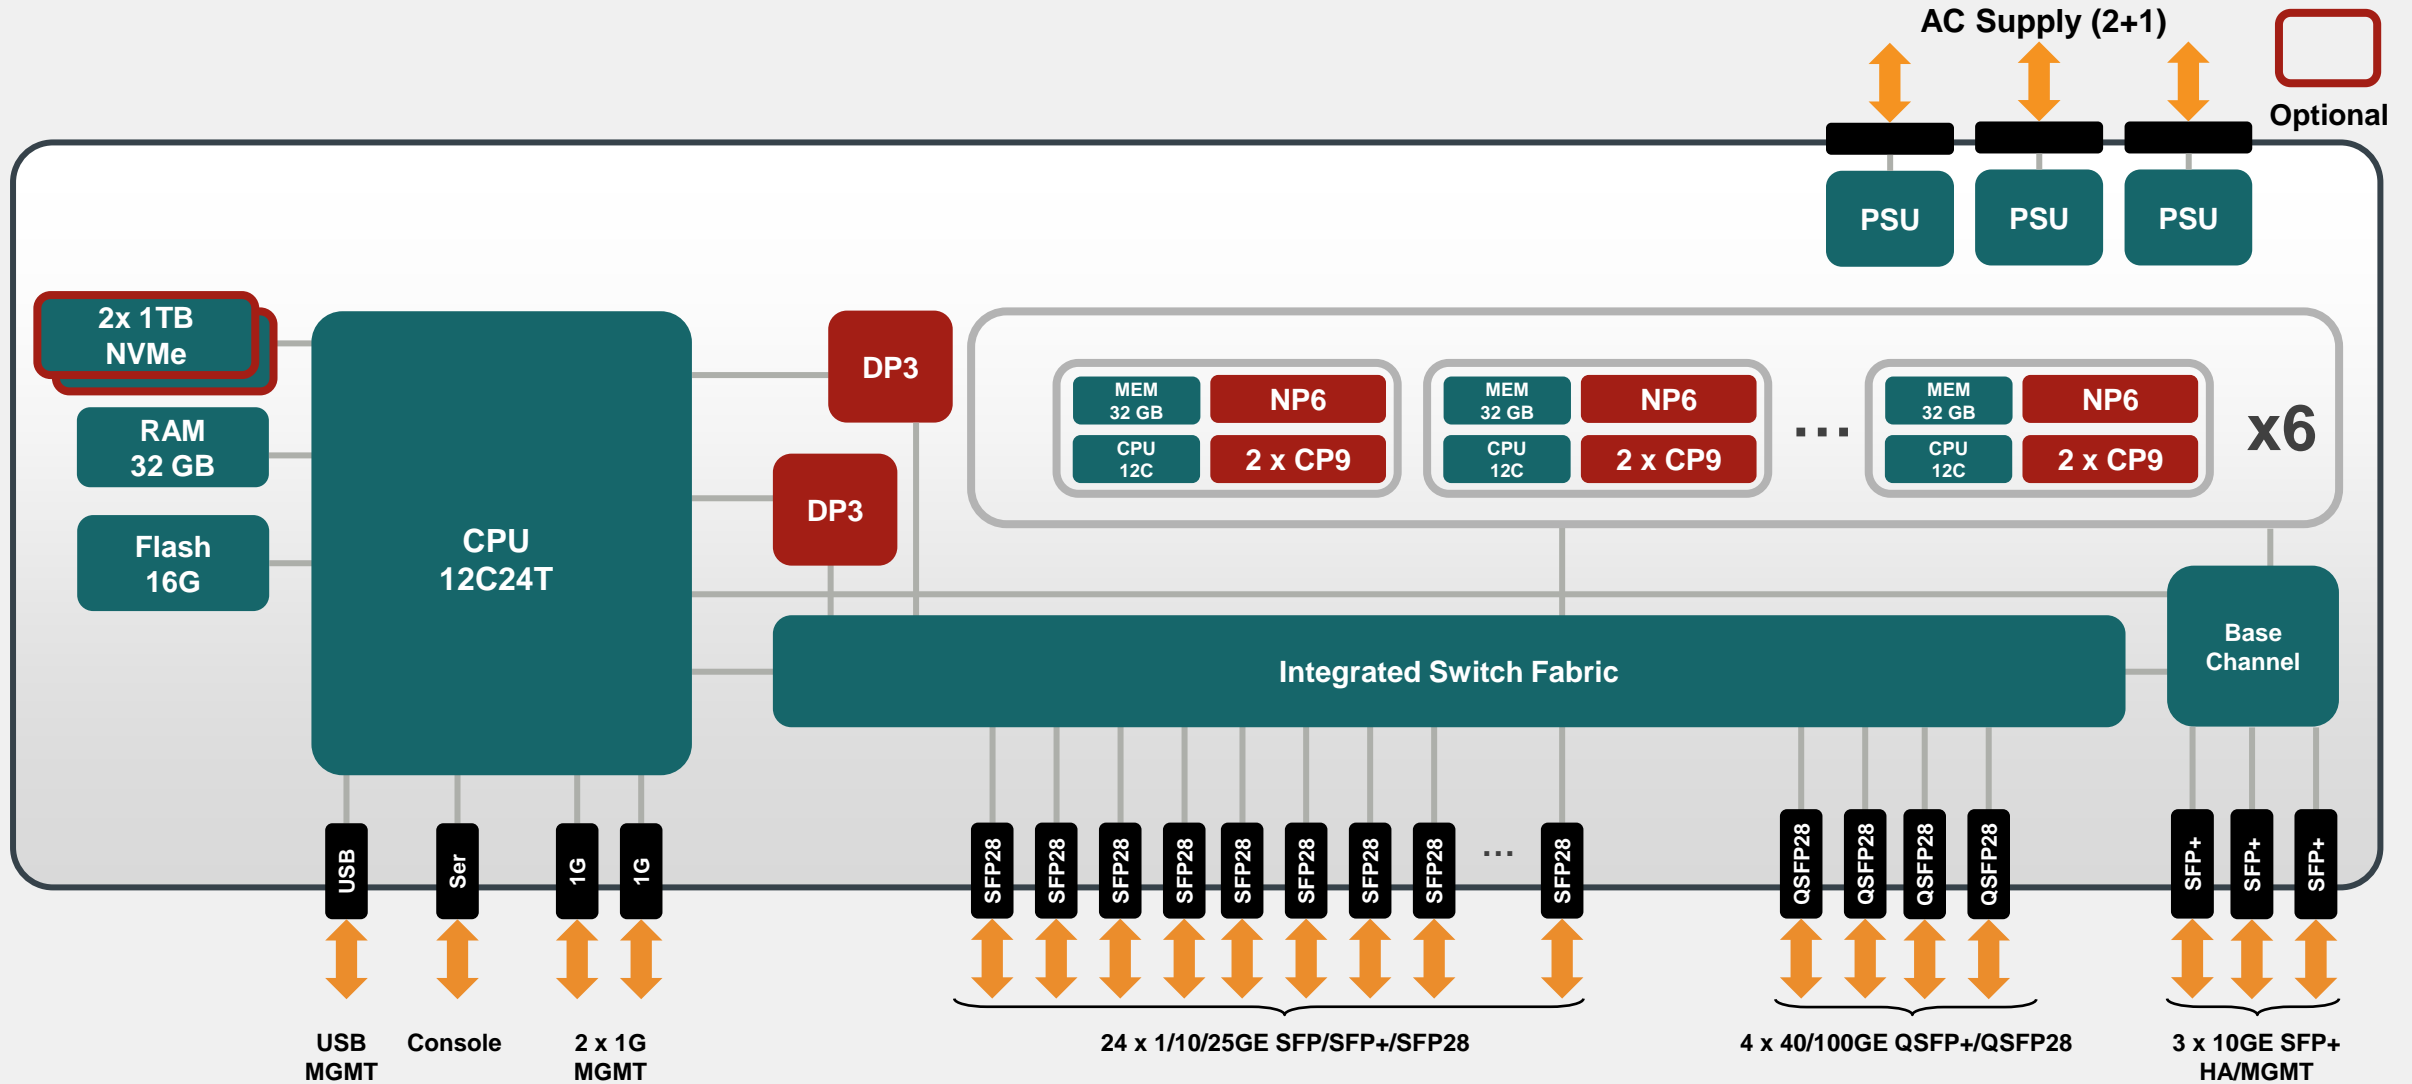 AC Supply (2+1)
Optional
PSU
PSU
PSU
2x 1TB
NVMe
RAM
32 GB
Flash
16G
CPU
12C24T
DP3
DP3
MEM
32 GB
NP6
CPU
12C
2 x CP9
MEM
32 GB
NP6
CPU
12C
2 x CP9
...
MEM
32 GB
NP6
CPU
12C
2 x CP9
x6
Integrated Switch Fabric
Base
Channel
USB
Ser
1G
1G
SFP28
SFP28
SFP28
SFP28
SFP28
SFP28
SFP28
SFP28
...
SFP28
QSFP28
QSFP28
QSFP28
QSFP28
SFP+
SFP+
SFP+
USB
MGMT
Console
2 x 1G
MGMT
24 x 1/10/25GE SFP/SFP+/SFP28
4 x 40/100GE QSFP+/QSFP28
3 x 10GE SFP+
HA/MGMT